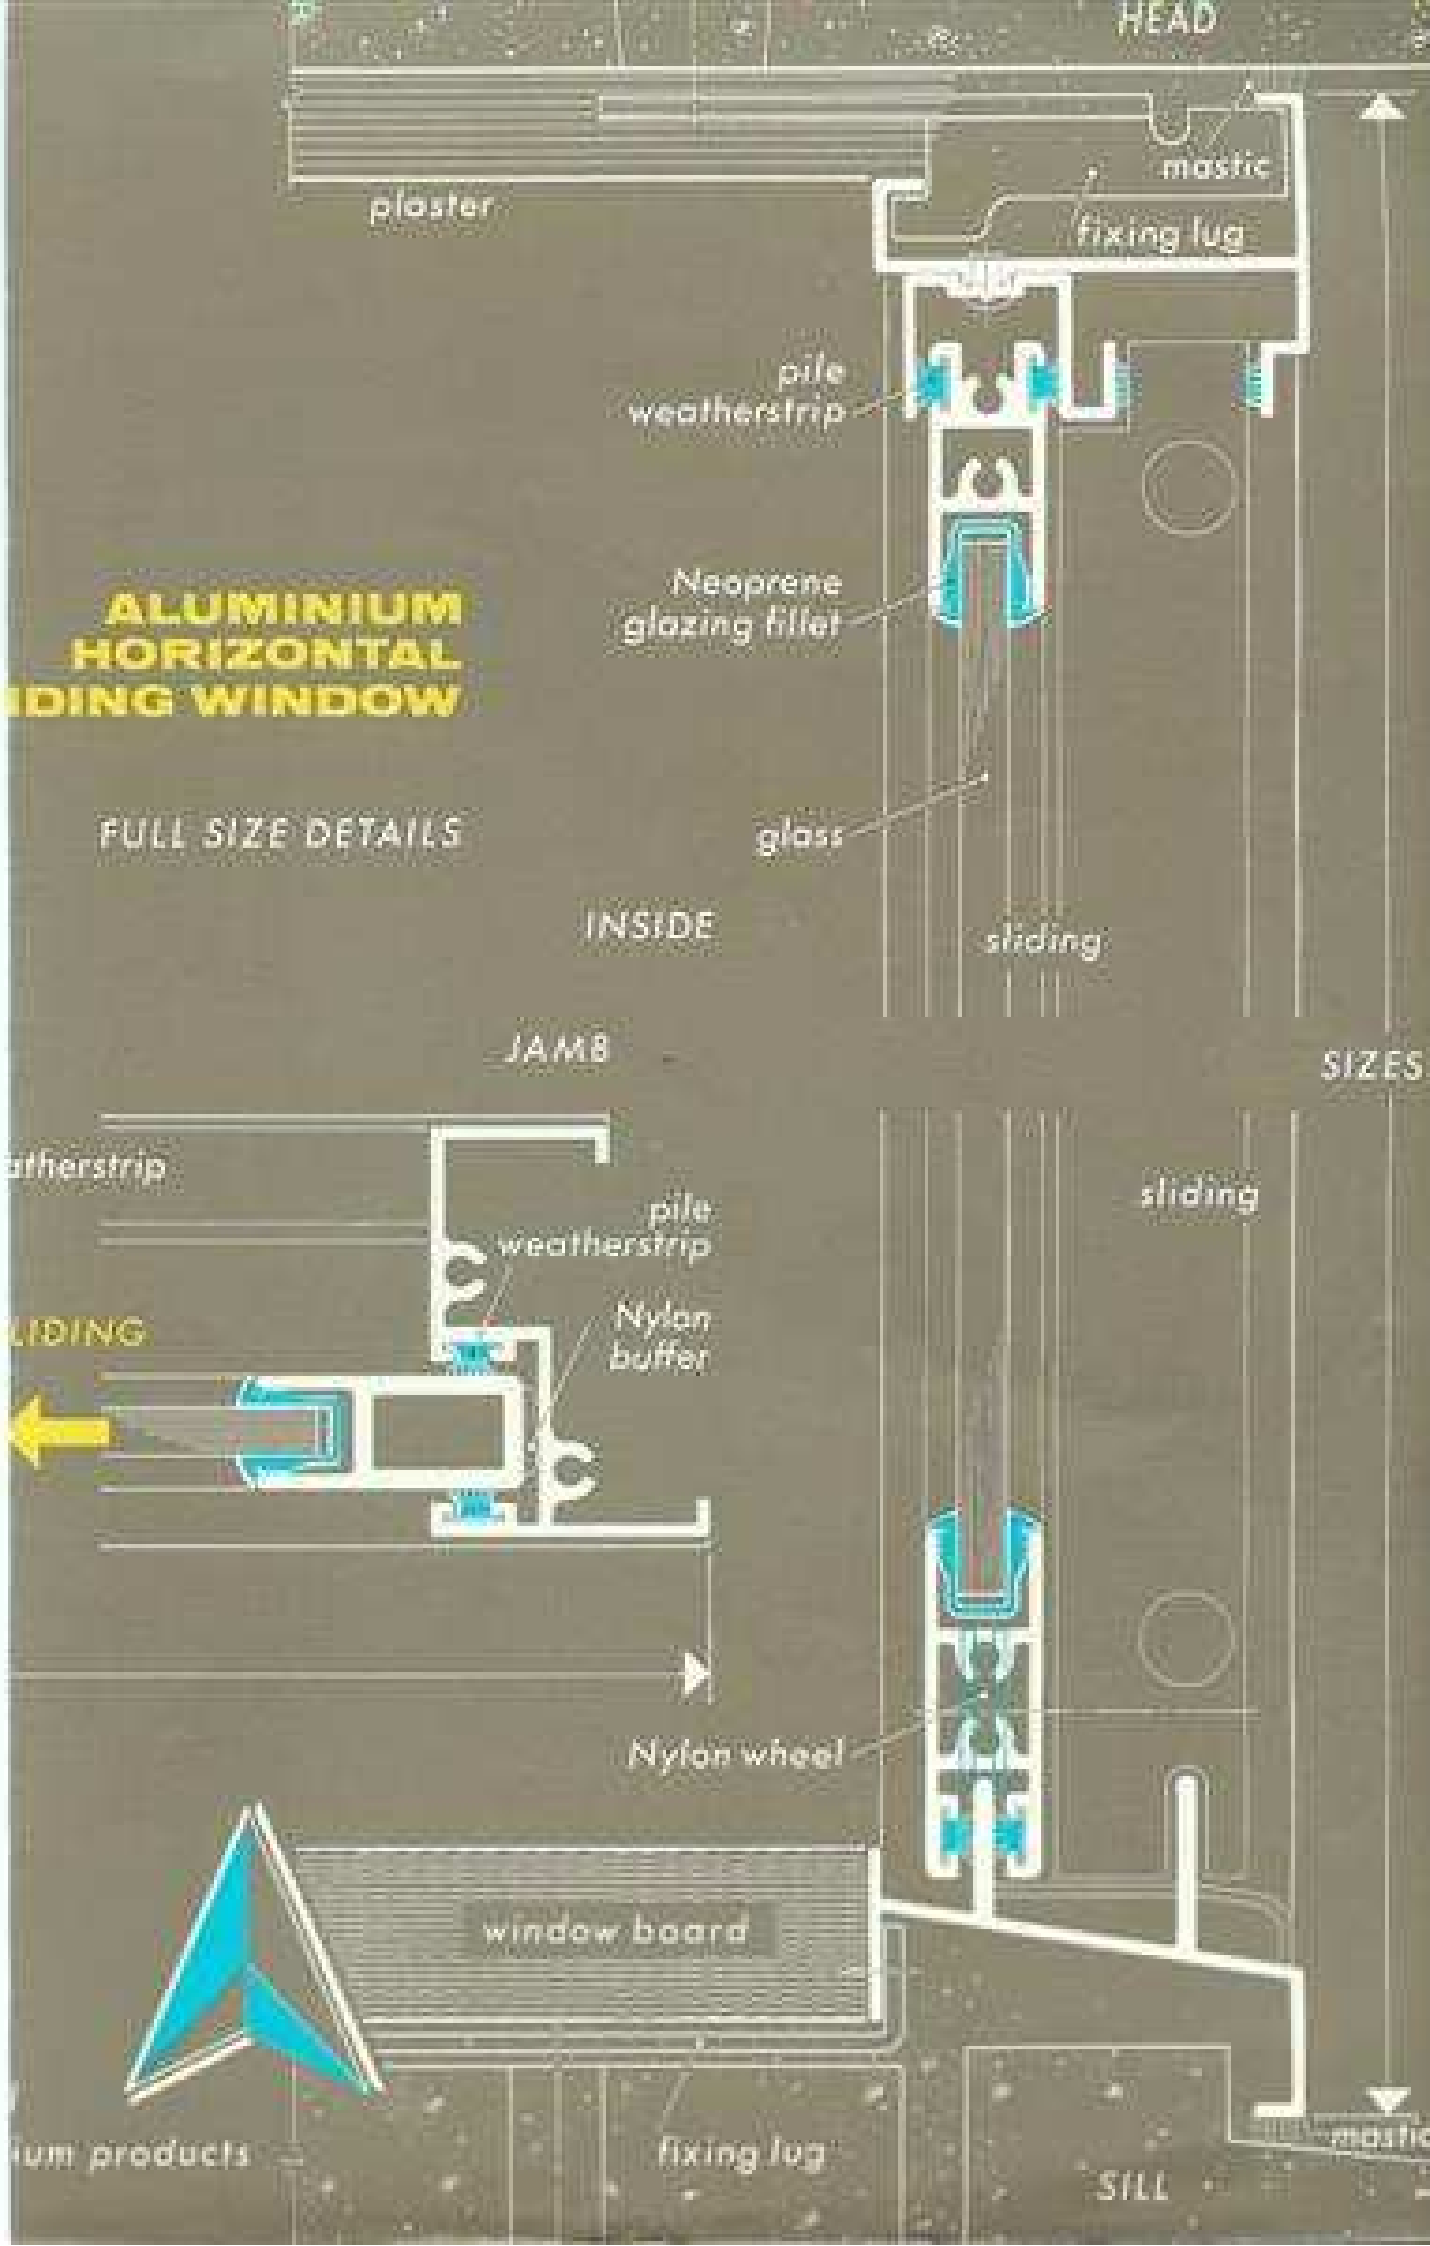 HEAD
mastic
plaster
fixing lug
pile
weatherstrip
Neoprene
glazing fillet
ALUMINIUM
HORIZONTAL
IDING WINDOW
FULL SIZE DETAILS
glass
INSIDE
sliding
JAMB
SIZES
atherstrip
sliding
pile
weatherstrip
Nylon
buffer
LIDING
Nylon wheel
window board
mastic
ium products
fixing lug
SILL